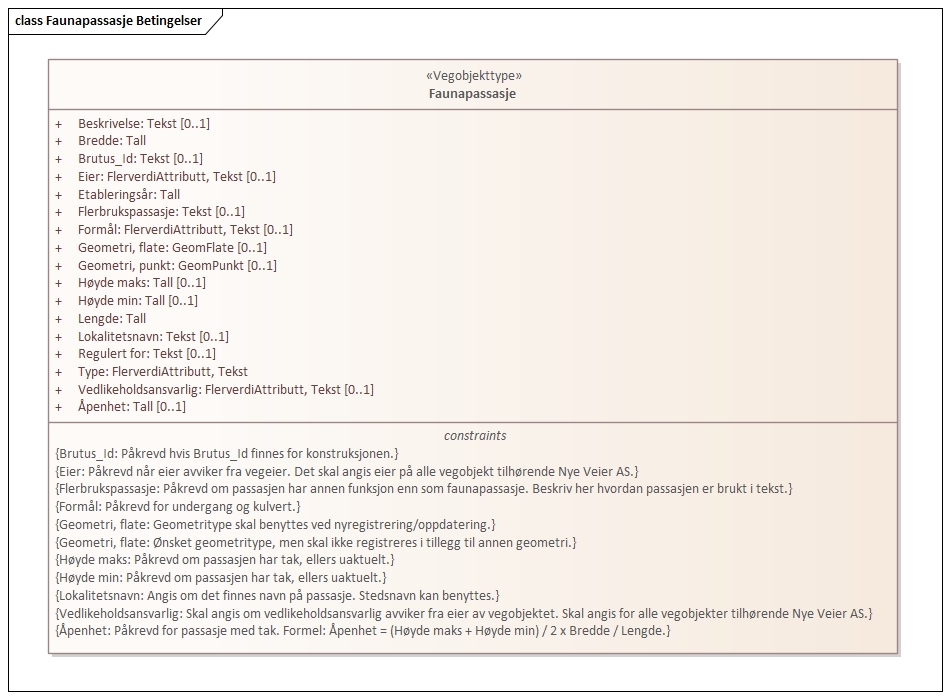 class Faunapassasje Betingelser
«Vegobjekttype»
Faunapassasje
+ Beskrivelse: Tekst [0..1]
+ Bredde: Tall
+ Brutus_Id: Tekst [0..1]
+ Eier: FlerverdiAttributt, Tekst [0..1]
+ Etableringsår: Tall
+ Flerbrukspassasje: Tekst [0..1]
+ Formål: FlerverdiAttributt, Tekst [0..1]
+ Geometri, flate: GeomFlate [0..1]
+ Geometri, punkt: GeomPunkt [0..1]
+ Høyde maks: Tall [0..1]
+ Høyde min: Tall [0..1]
+ Lengde: Tall
+ Lokalitetsnavn: Tekst [0..1]
+ Regulert for: Tekst [0..1]
+ Type: FlerverdiAttributt, Tekst
+ Vedlikeholdsansvarlig: FlerverdiAttributt, Tekst [0..1]
+ Åpenhet: Tall [0..1]
constraints
{Brutus_Id: Påkrevd hvis Brutus_Id finnes for konstruksjonen.}
{Eier: Påkrevd når eier avviker fra vegeier. Det skal angis eier på alle vegobjekt tilhørende Nye Veier AS.}
{Flerbrukspassasje: Påkrevd om passasjen har annen funksjon enn som faunapassasje. Beskriv her hvordan passasjen er brukt i tekst.}
{Formål: Påkrevd for undergang og kulvert.}
{Geometri, flate: Geometritype skal benyttes ved nyregistrering/oppdatering.}
{Geometri, flate: Ønsket geometritype, men skal ikke registreres i tillegg til annen geometri.}
{Høyde maks: Påkrevd om passasjen har tak, ellers uaktuelt.}
{Høyde min: Påkrevd om passasjen har tak, ellers uaktuelt.}
{Lokalitetsnavn: Angis om det finnes navn på passasje. Stedsnavn kan benyttes.}
{Vedlikeholdsansvarlig: Skal angis om vedlikeholdsansvarlig avviker fra eier av vegobjektet. Skal angis for alle vegobjekter tilhørende Nye Veier AS.}
{Åpenhet: Påkrevd for passasje med tak. Formel: Åpenhet = (Høyde maks + Høyde min) / 2 x Bredde / Lengde.}